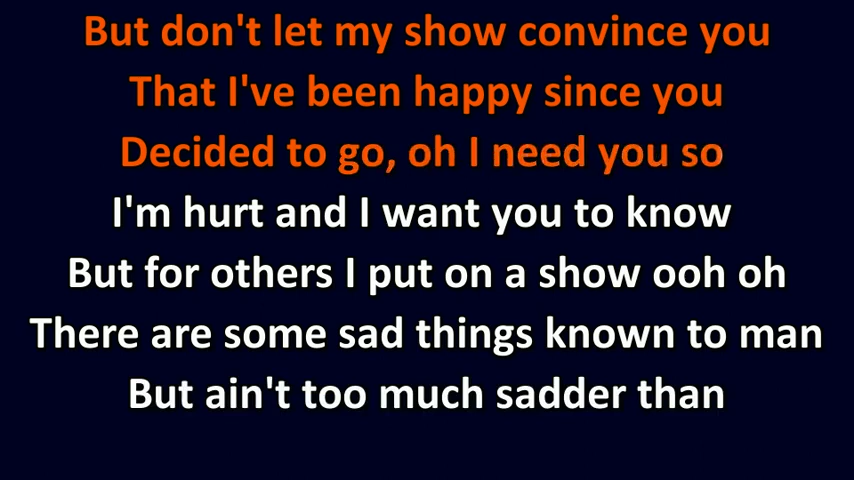 But don't let my show convince you
That I've been happy since you
Decided to go, oh I need you so
I'm hurt and I want you to know
But for others I put on a show ooh oh
There are some sad things known to man
But ain't too much sadder than